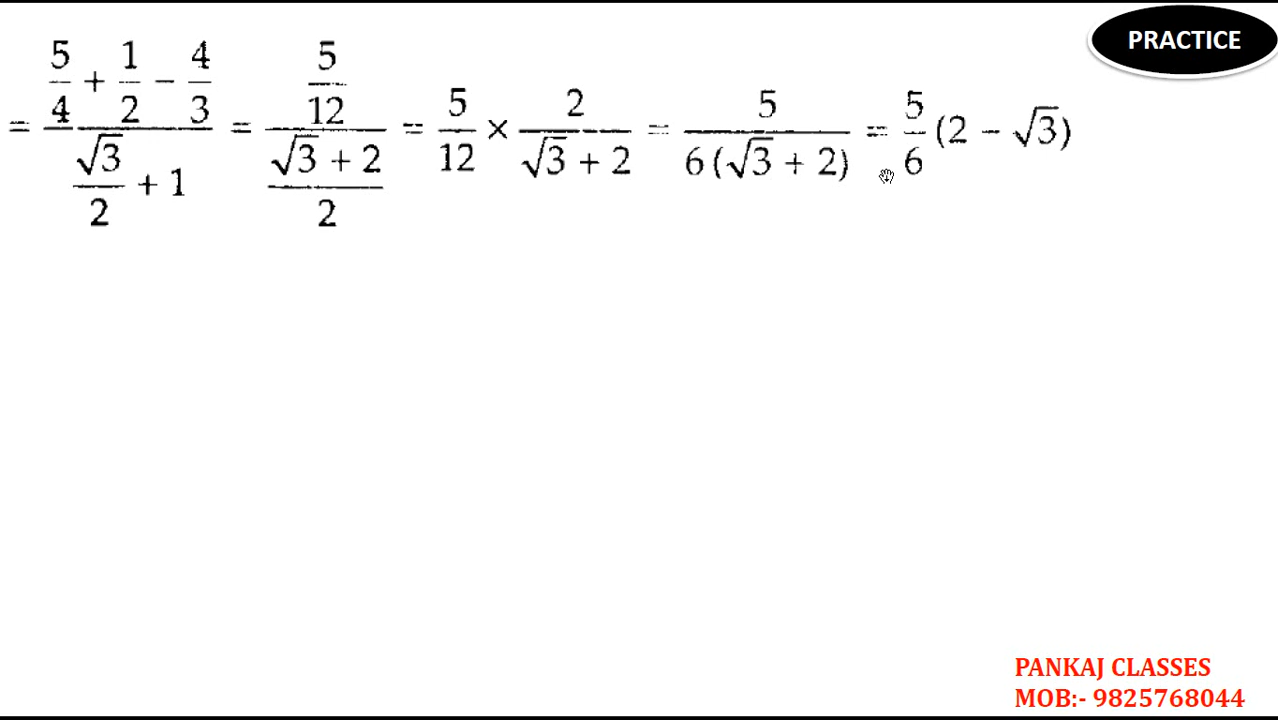 PRACTICE
= (5/4 + 1/2 − 4/3)/(√3/2 + 1) = (5/12)/((√3 + 2)/2) = 5/12 × 2/(√3 + 2) = 5/(6(√3 + 2)) = 5/6 (2 − √3)
PANKAJ CLASSES
MOB:- 9825768044